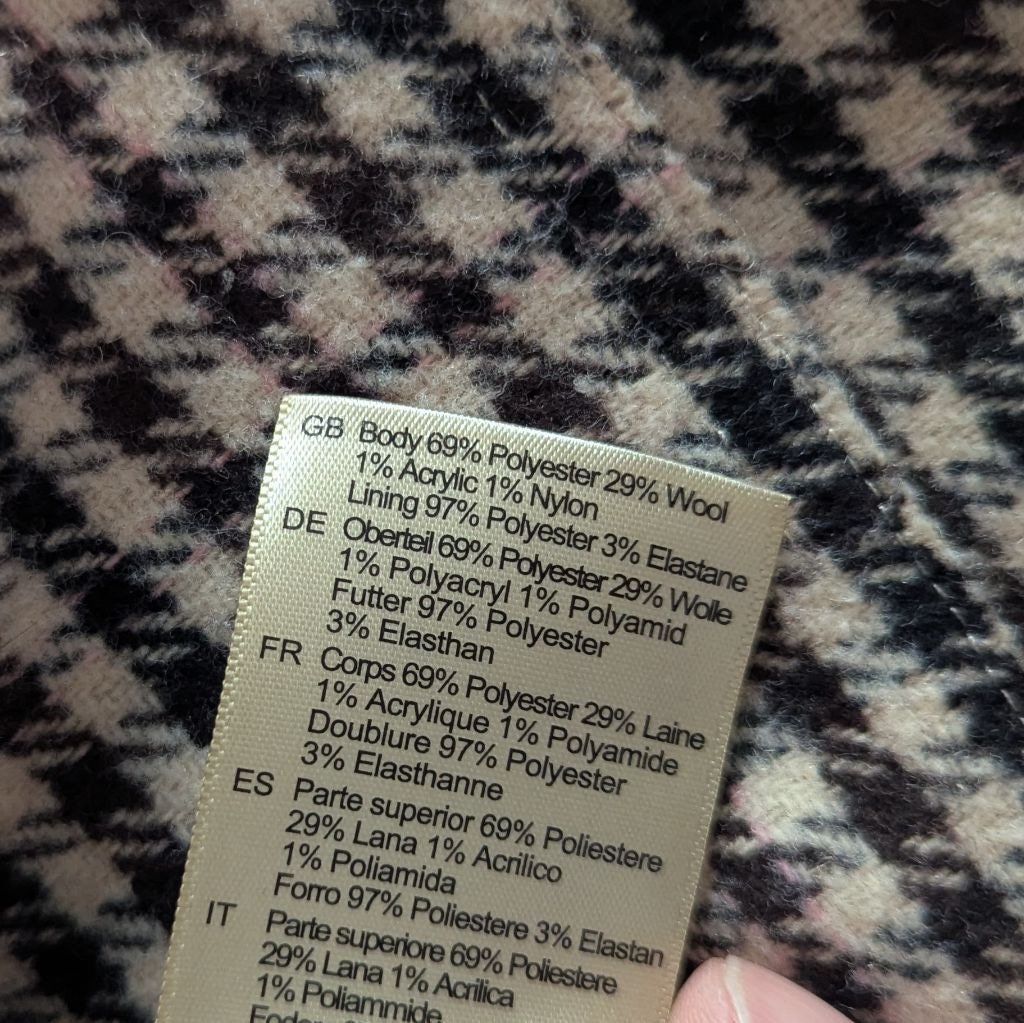 GB Body 69% Polyester 29% Wool
1% Acrylic 1% Nylon
Lining 97% Polyester 3% Elastane
DE Oberteil 69% Polyester 29% Wolle
1% Polyacryl 1% Polyamid
Futter 97% Polyester
3% Elasthan
FR Corps 69% Polyester 29% Laine
1% Acrylique 1% Polyamide
Doublure 97% Polyester
3% Elasthanne
ES Parte superior 69% Poliestere
29% Lana 1% Acrilico
1% Poliamida
Forro 97% Poliestere 3% Elastan
IT Parte superiore 69% Poliestere
29% Lana 1% Acrilica
1% Poliammide